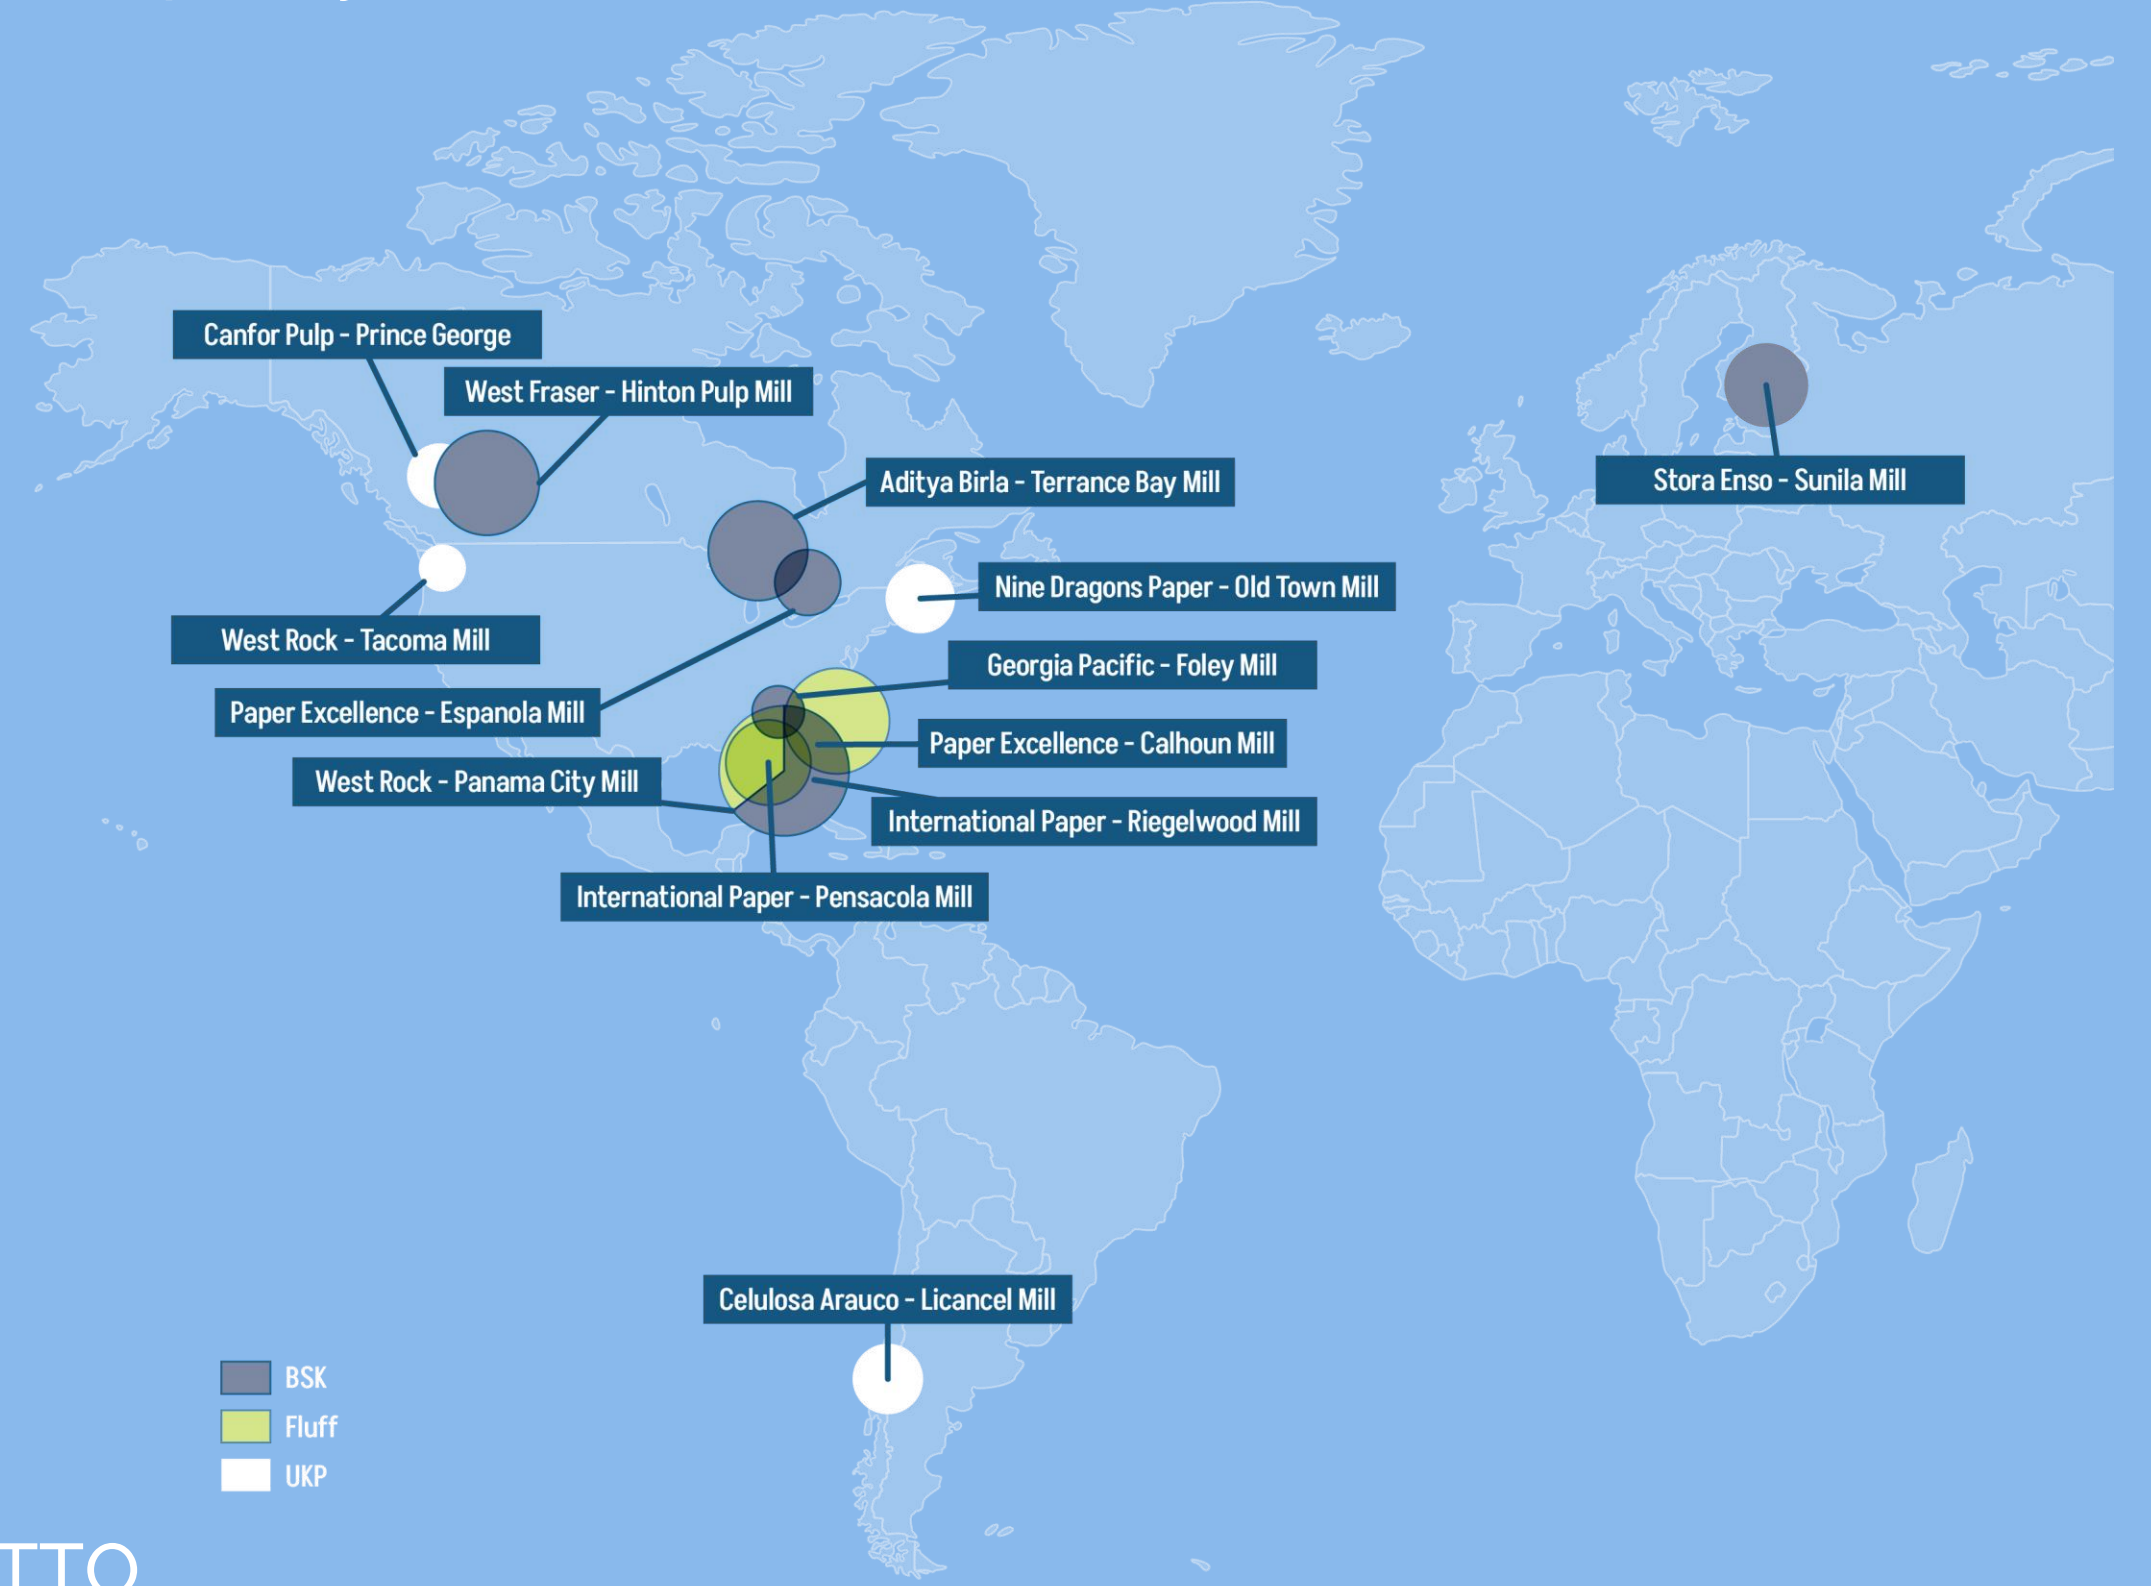 Canfor Pulp - Prince George
West Fraser - Hinton Pulp Mill
Aditya Birla - Terrance Bay Mill
Stora Enso - Sunila Mill
Nine Dragons Paper - Old Town Mill
West Rock - Tacoma Mill
Georgia Pacific - Foley Mill
Paper Excellence - Espanola Mill
Paper Excellence - Calhoun Mill
West Rock - Panama City Mill
International Paper - Riegelwood Mill
International Paper - Pensacola Mill
Celulosa Arauco - Licancel Mill
BSK
Fluff
UKP
TTO